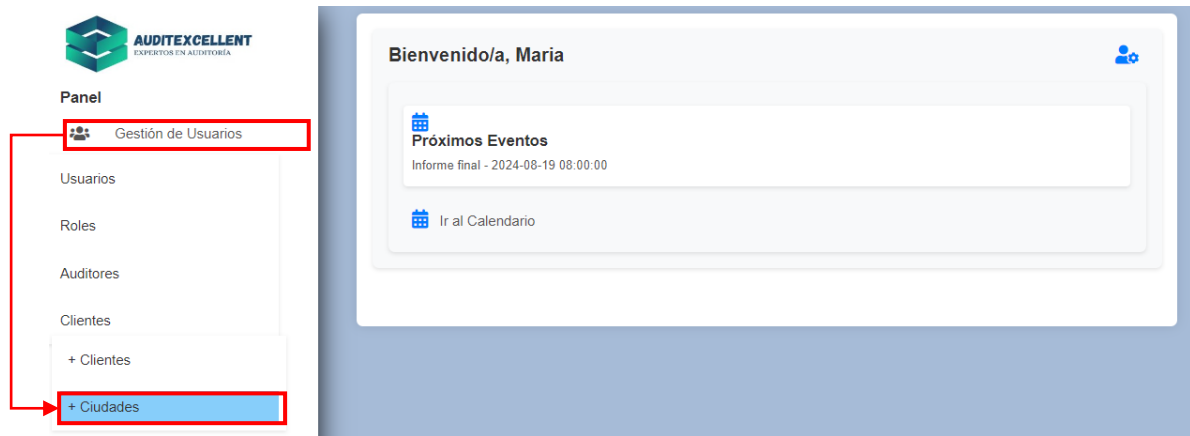 AUDITEXCELLENT
EXPERTOS EN AUDITORÍA
Panel
Gestión de Usuarios
Usuarios
Roles
Auditores
Clientes
+ Clientes
+ Ciudades
Bienvenido/a, Maria
Próximos Eventos
Informe final - 2024-08-19 08:00:00
Ir al Calendario